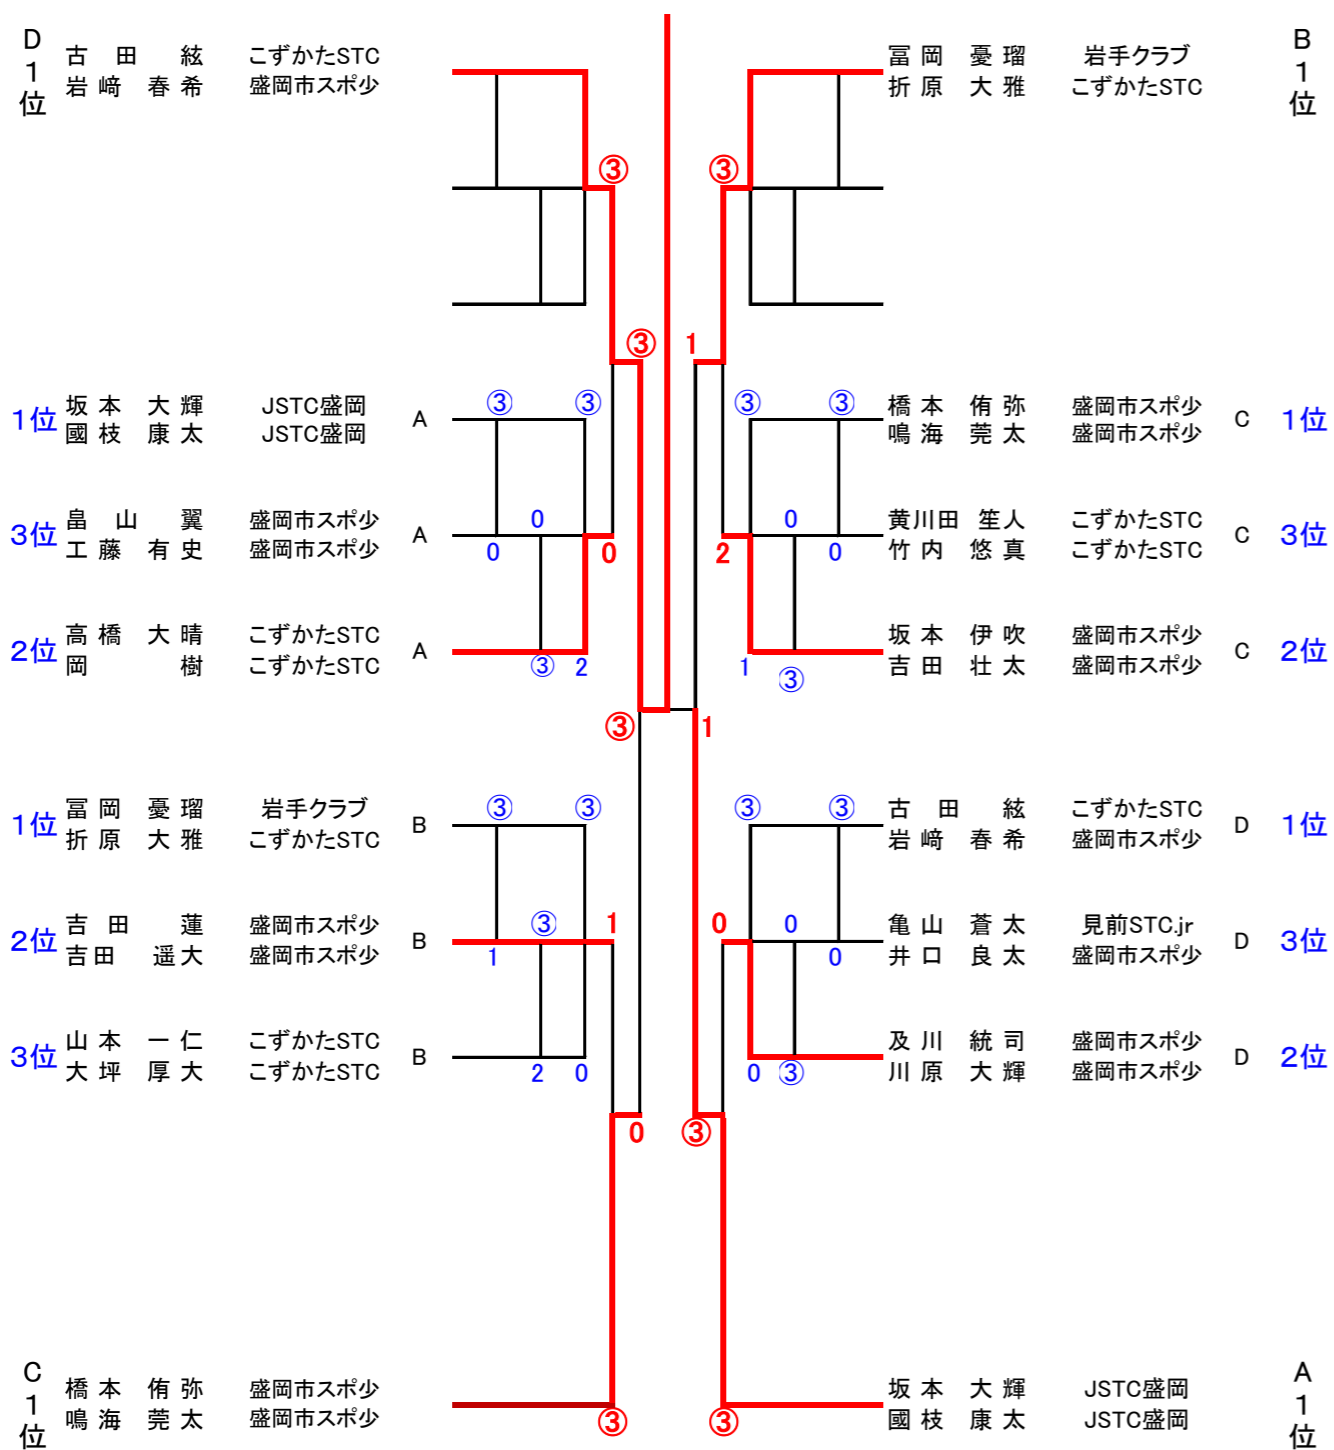 D1位
古田 絃 こずかたSTC
岩﨑 春希 盛岡市スポ少
冨岡 憂瑠 岩手クラブ
折原 大雅 こずかたSTC
B1位
③ ③
③ 1
1位 坂本 大輝 JSTC盛岡 A ③ ③
國枝 康太 JSTC盛岡
③ ③ 橋本 侑弥 盛岡市スポ少 C 1位
鳴海 莞太 盛岡市スポ少
3位 畠山 翼 盛岡市スポ少 A 0
工藤 有史 盛岡市スポ少 0 0
0 黄川田 笙人 こずかたSTC C 3位
2 0 竹内 悠真 こずかたSTC
2位 高橋 大晴 こずかたSTC A
岡 樹 こずかたSTC ③ 2
坂本 伊吹 盛岡市スポ少 C 2位
1 ③ 吉田 壮太 盛岡市スポ少
③ 1
1位 冨岡 憂瑠 岩手クラブ B ③ ③
折原 大雅 こずかたSTC
③ ③ 古田 絃 こずかたSTC D 1位
岩﨑 春希 盛岡市スポ少
2位 吉田 蓮 盛岡市スポ少 B ③ 1
吉田 遥大 盛岡市スポ少 1
0 0 亀山 蒼太 見前STC.jr D 3位
0 井口 良太 盛岡市スポ少
3位 山本 一仁 こずかたSTC B
大坪 厚大 こずかたSTC 2 0
及川 統司 盛岡市スポ少 D 2位
0 ③ 川原 大輝 盛岡市スポ少
0 ③
C1位
橋本 侑弥 盛岡市スポ少
鳴海 莞太 盛岡市スポ少 ③
坂本 大輝 JSTC盛岡
③ 國枝 康太 JSTC盛岡
A1位